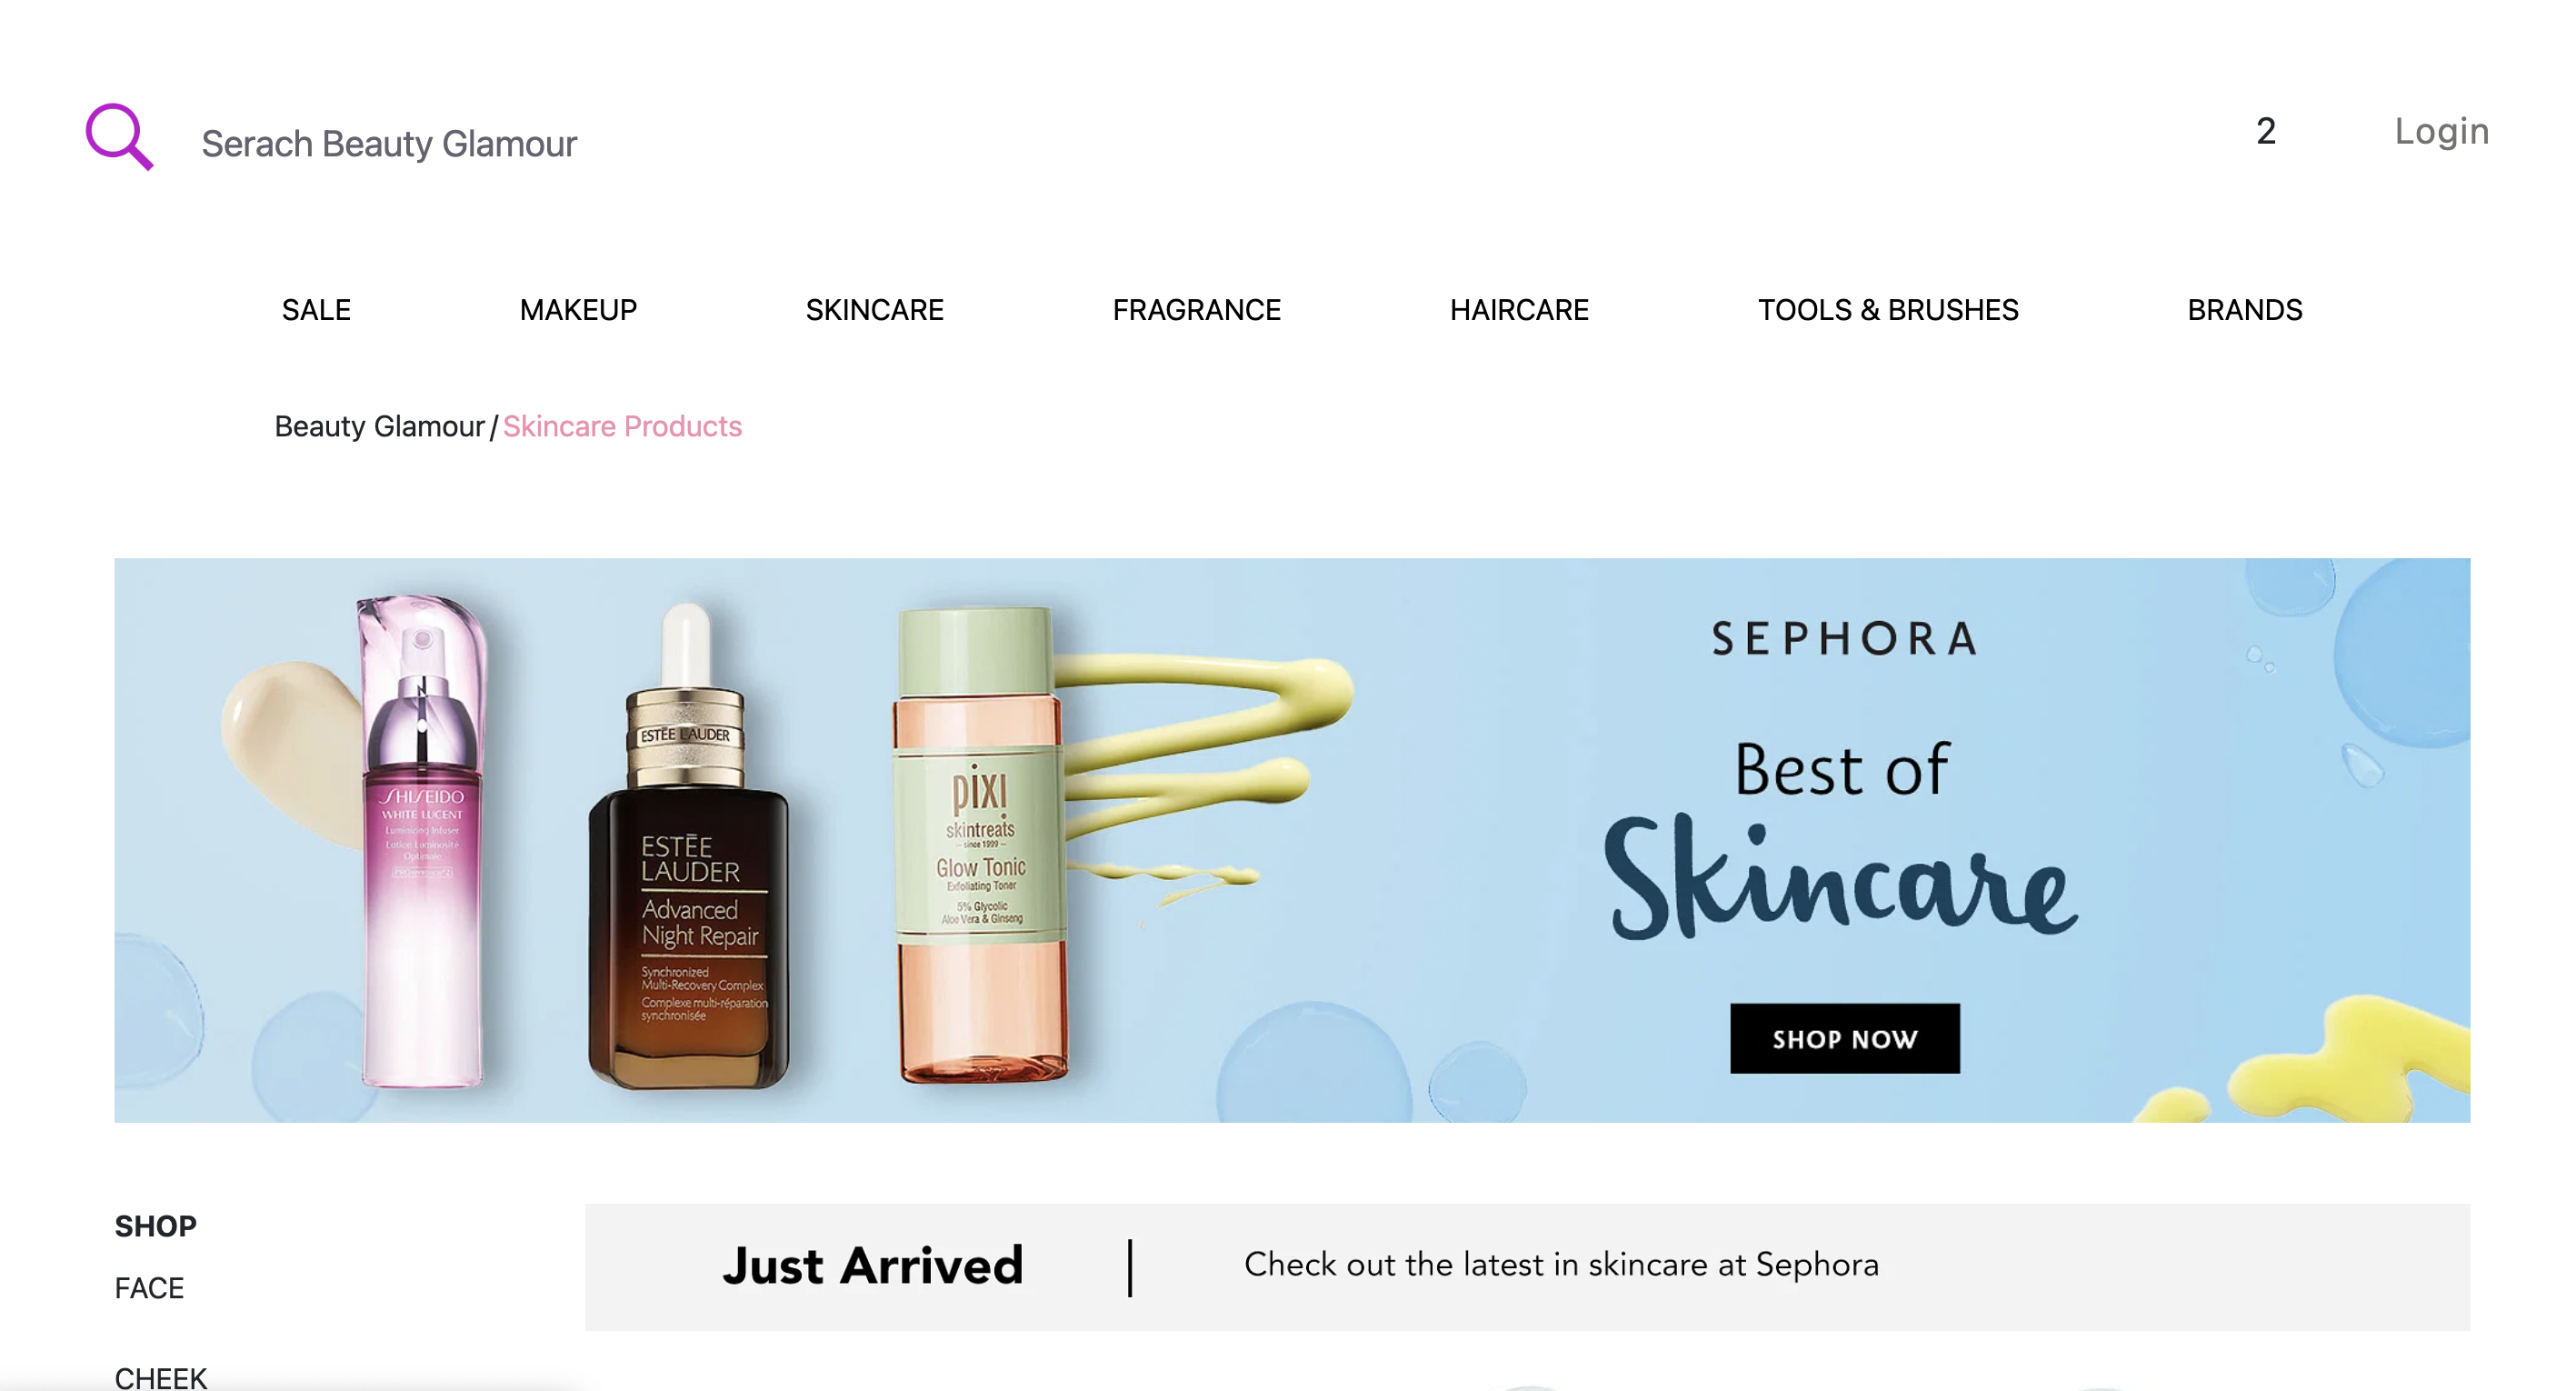 Serach Beauty Glamour
2
Login
SALE
MAKEUP
SKINCARE
FRAGRANCE
HAIRCARE
TOOLS & BRUSHES
BRANDS
Beauty Glamour/Skincare Products
SHISEIDO
WHITE LUCENT
Luminizing Infuser
Lotion Luminosité
Optimale
ESTĒE LAUDER
ESTĒE
LAUDER
Advanced
Night Repair
Synchronized
Multi-Recovery Complex
Complexe multi-réparation
synchronisée
pixi
skintreats
– since 1999 –
Glow Tonic
Exfoliating Toner
5% Glycolic
Aloe Vera & Ginseng
SEPHORA
Best of
Skincare
SHOP NOW
SHOP
FACE
CHEEK
Just Arrived
Check out the latest in skincare at Sephora